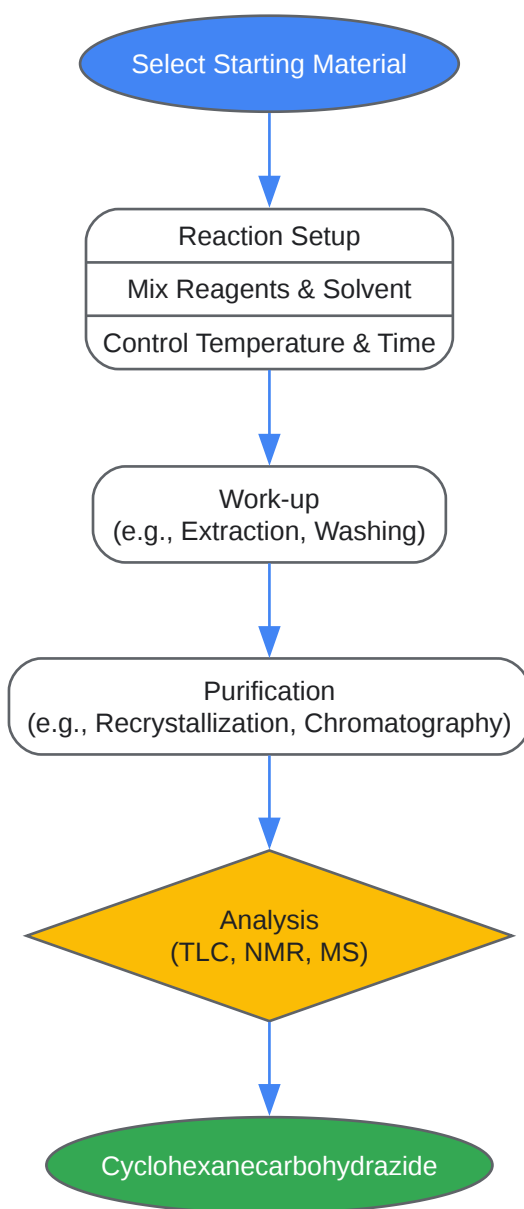 Select Starting Material
Reaction Setup
Mix Reagents & Solvent
Control Temperature & Time
Work-up
(e.g., Extraction, Washing)
Purification
(e.g., Recrystallization, Chromatography)
Analysis
(TLC, NMR, MS)
Cyclohexanecarbohydrazide